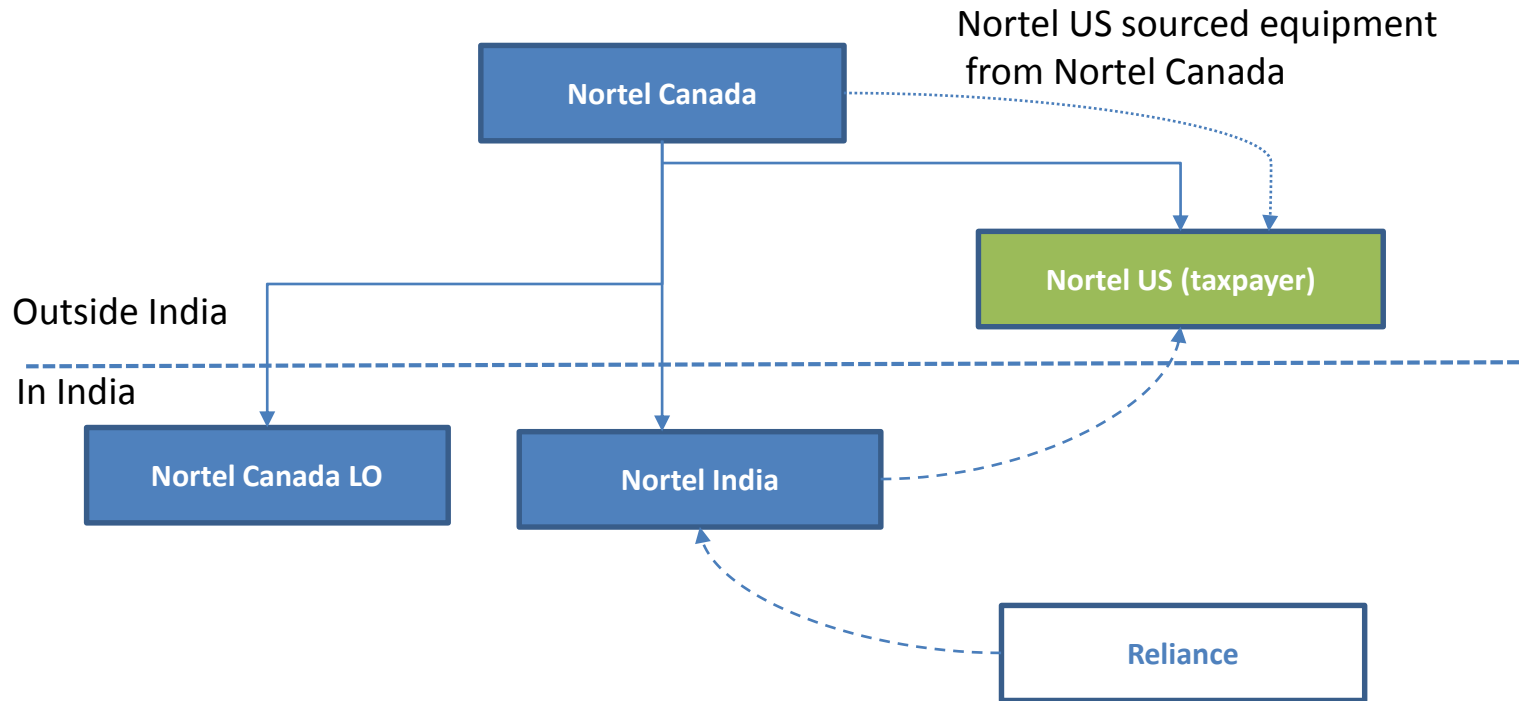 Nortel US sourced equipment
from Nortel Canada
Nortel Canada
Nortel US (taxpayer)
Outside India
In India
Nortel Canada LO
Nortel India
Reliance